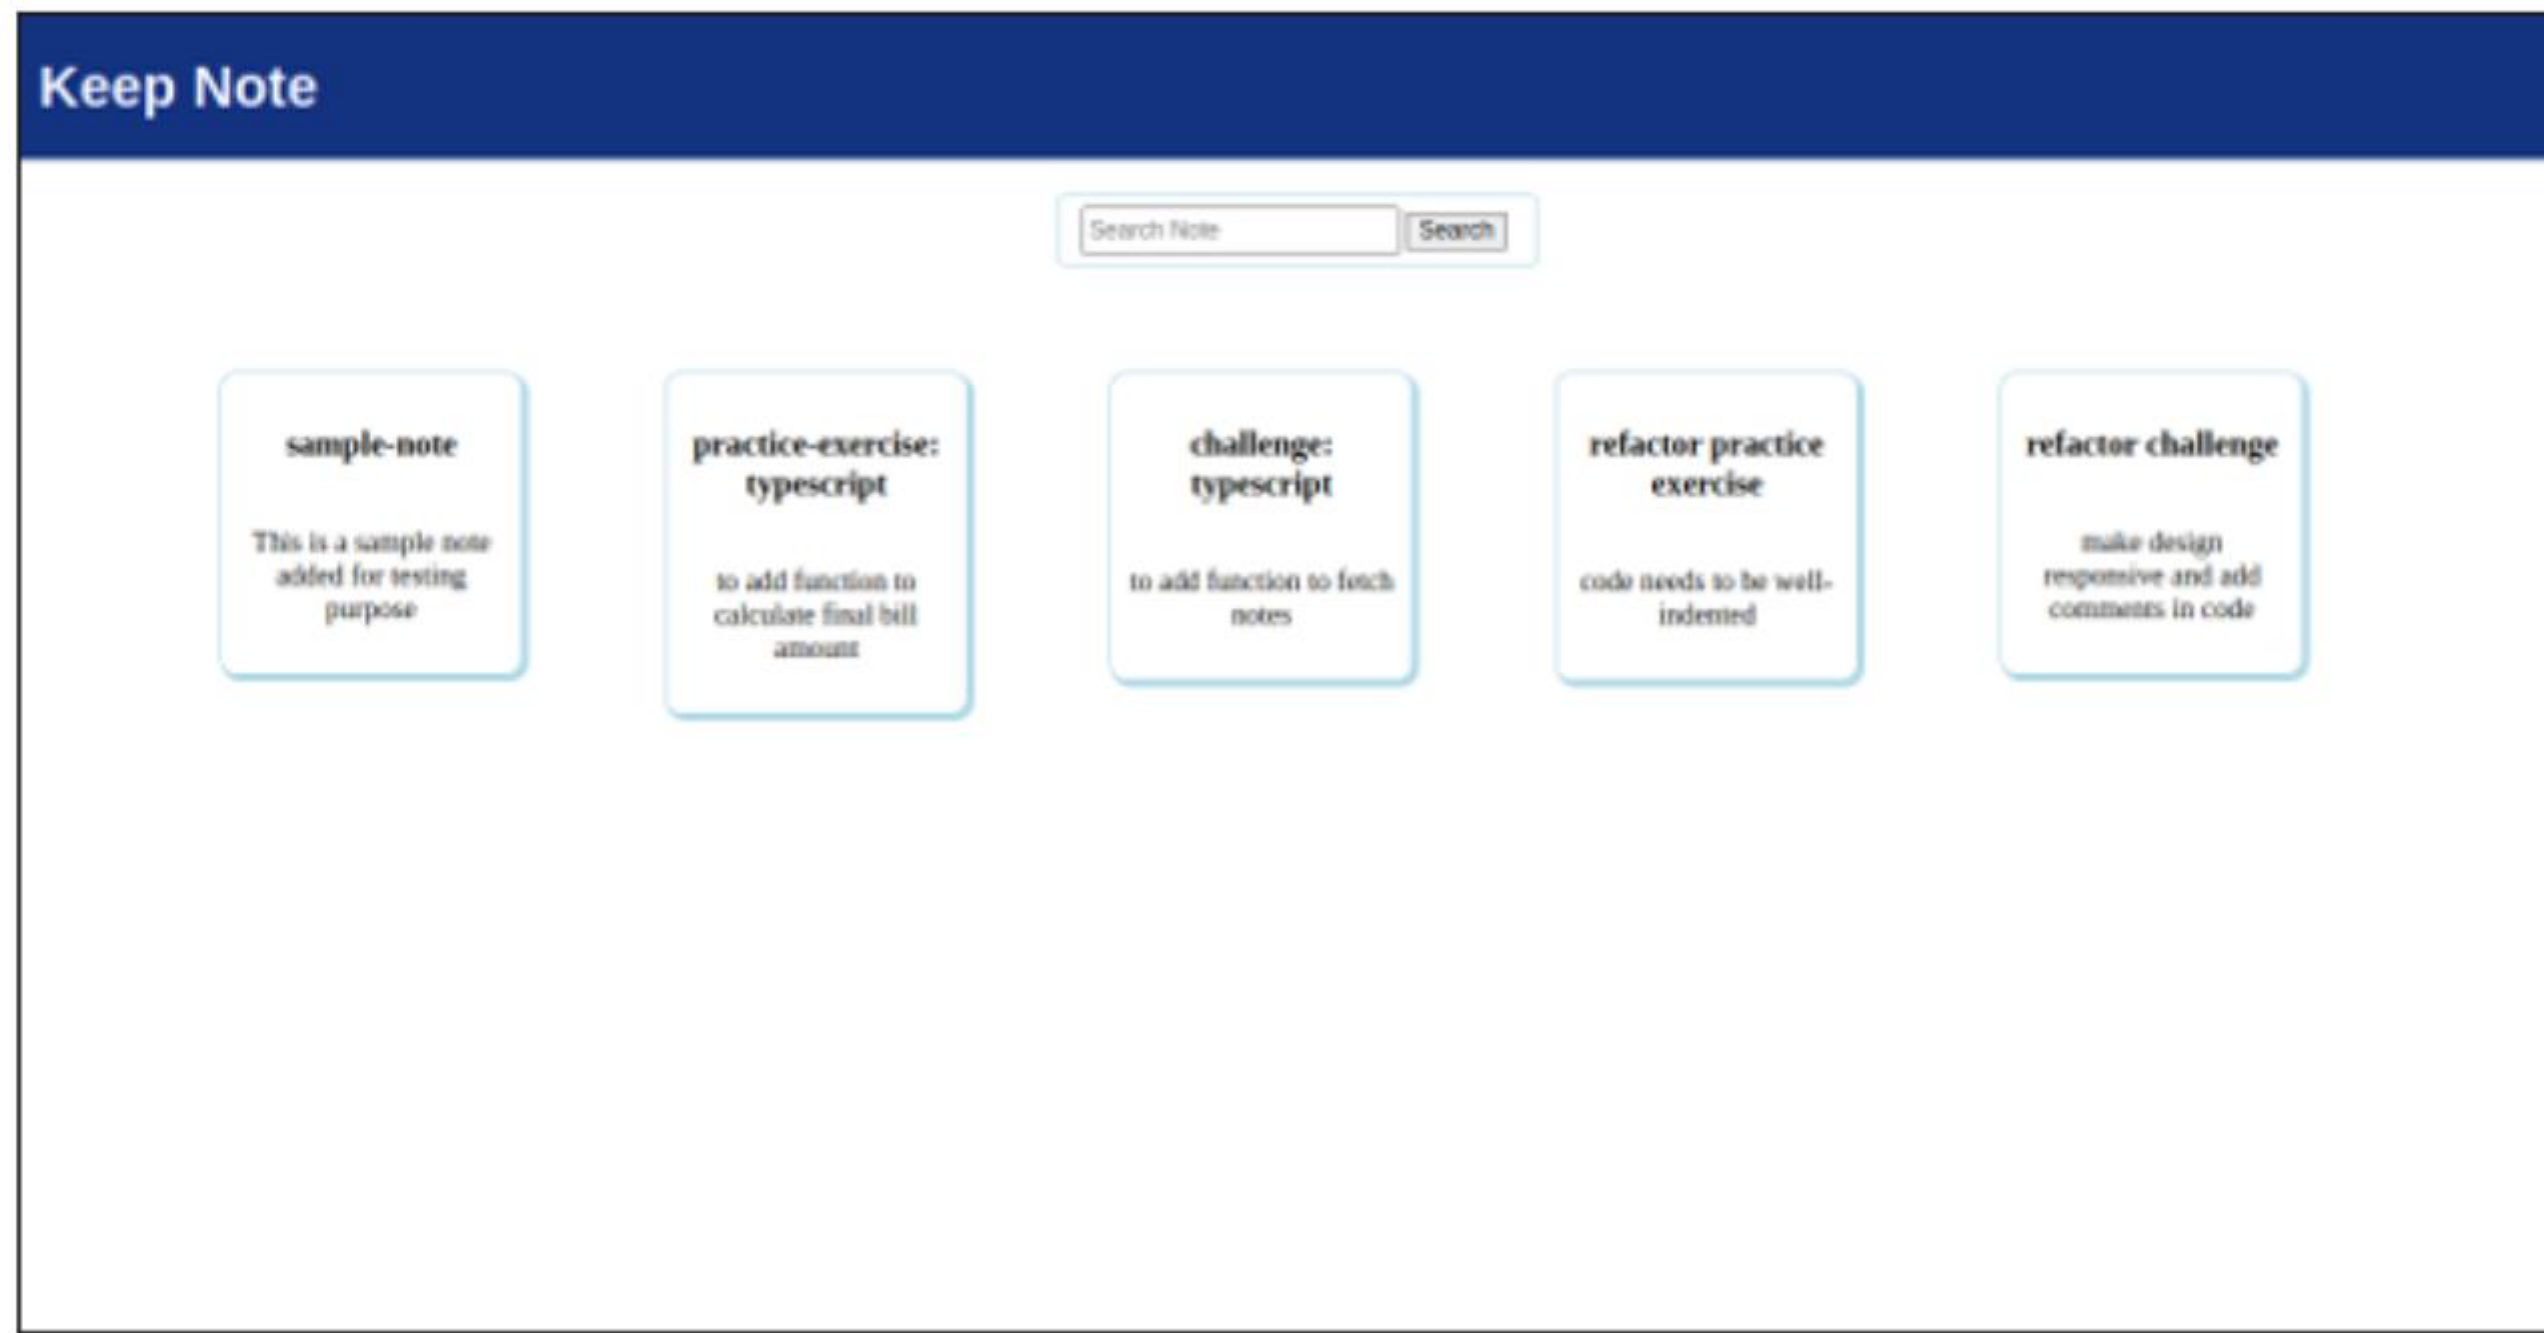 Keep Note
Search Note
Search
sample-note
This is a sample note
added for testing
purpose
practice-exercise:
typescript
to add function to
calculate final bill
amount
challenge:
typescript
to add function to fetch
notes
refactor practice
exercise
code needs to be well-
indented
refactor challenge
make design
responsive and add
comments in code